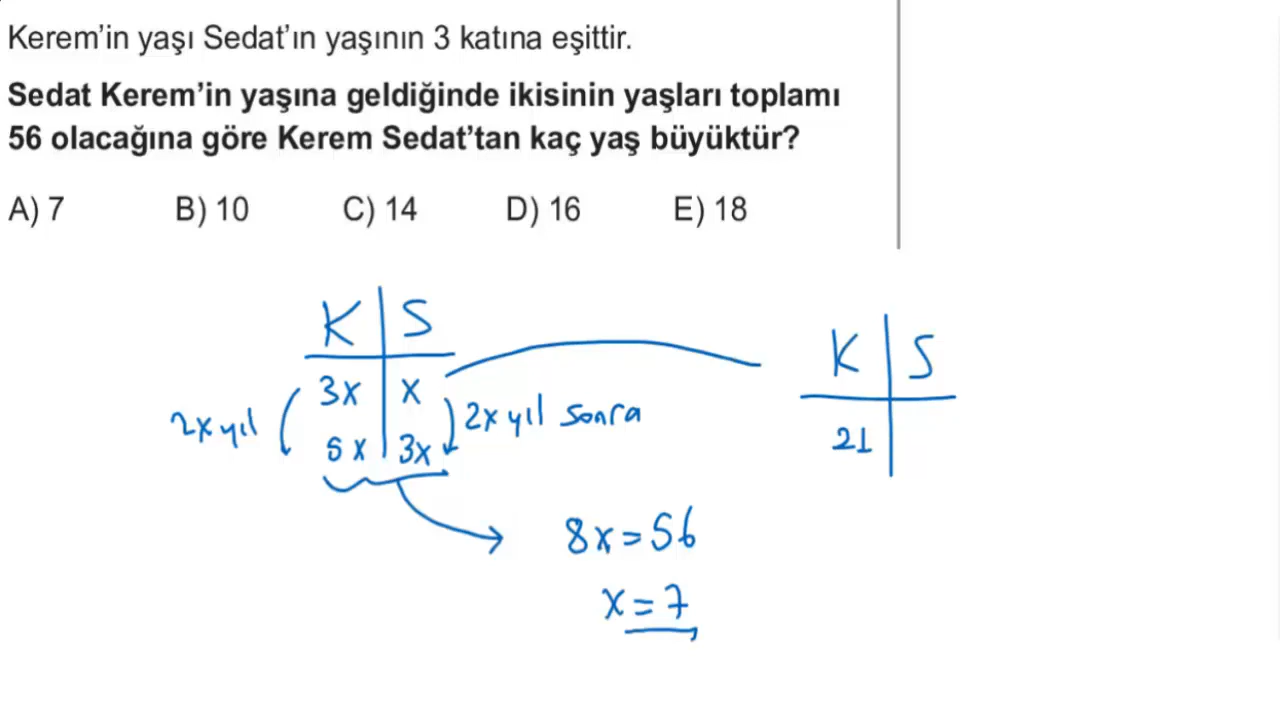 Kerem’in yaşı Sedat’ın yaşının 3 katına eşittir.
Sedat Kerem’in yaşına geldiğinde ikisinin yaşları toplamı
56 olacağına göre Kerem Sedat’tan kaç yaş büyüktür?
A) 7 B) 10 C) 14 D) 16 E) 18
K S
3x x
2x yıl 2x yıl sonra
5x 3x
8x=56
x=7
K S
21